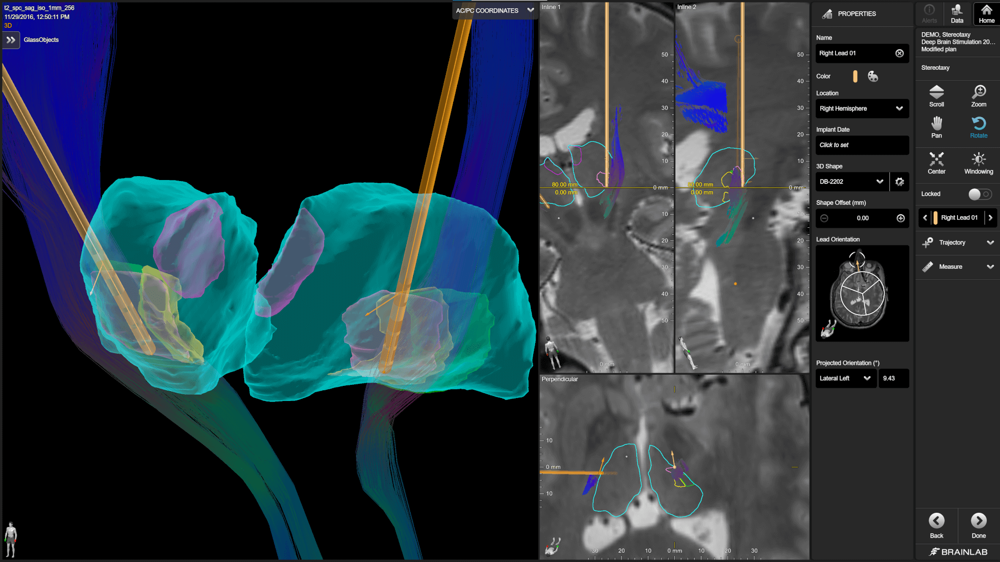 t2_spc_sag_iso_1mm_256
11/29/2016, 12:50:11 PM
3D
GlassObjects
AC/PC COORDINATES
Inline 1
50
40
30
20
10
80.00 mm
0 mm
0.00 mm
10
20
30
40
50
0 mm
Inline 2
50
40
30
20
10
80.00 mm
0 mm
0.00 mm
10
20
30
40
50
0 mm
Perpendicular
10
0 mm
10
30
20
10
0 mm
10
20
30
PROPERTIES
Name
Right Lead 01
Color
Location
Right Hemisphere
Implant Date
Click to set
3D Shape
DB-2202
Shape Offset (mm)
0.00
Lead Orientation
Projected Orientation (°)
Lateral Left
9.43
Alerts
Data
Home
DEMO, Stereotaxy
Deep Brain Stimulation 20...
Modified plan
Stereotaxy
Scroll
Zoom
Pan
Rotate
Center
Windowing
Locked
Right Lead 01
Trajectory
Measure
Back
Done
BRAINLAB